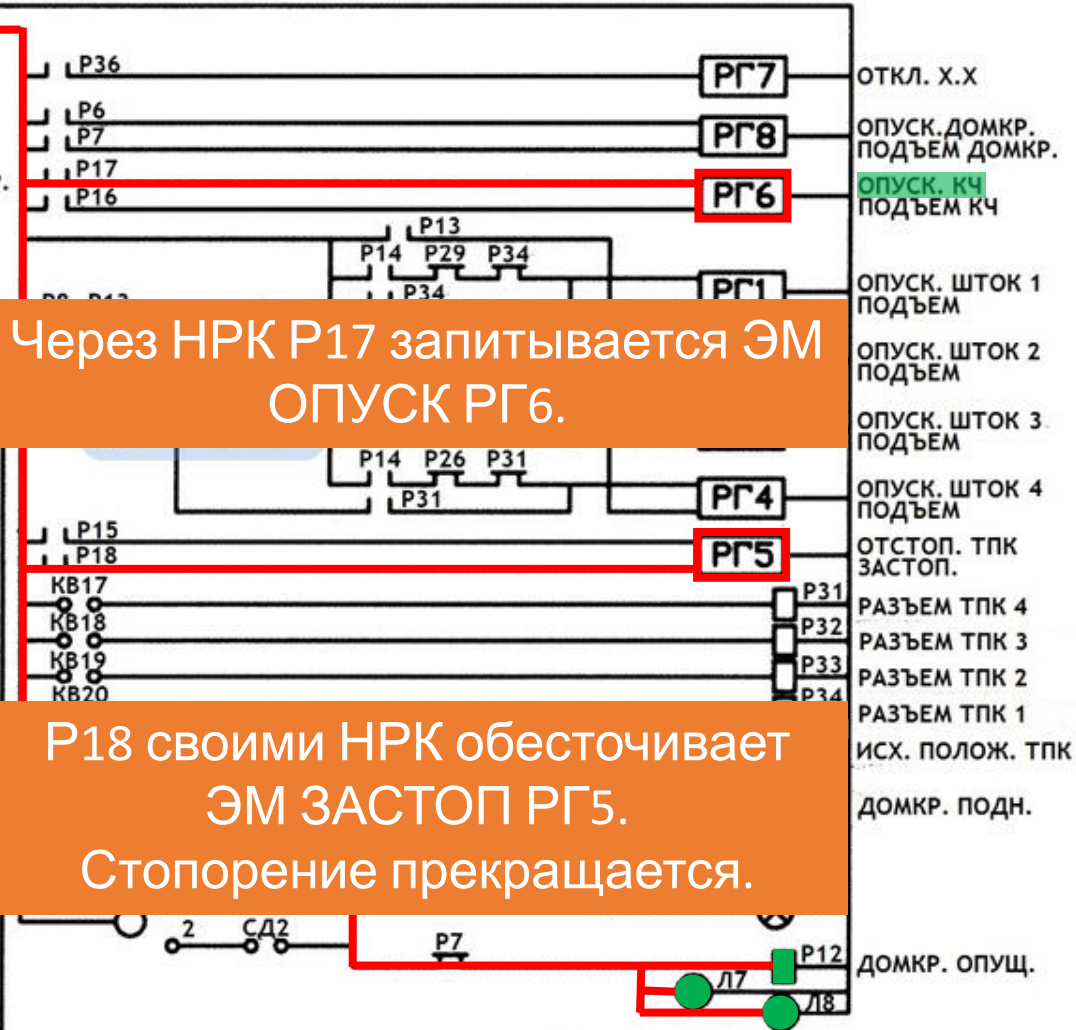 Р36
РГ7
ОТКЛ. Х.Х
Р6
Р7
РГ8
ОПУСК.ДОМКР.
ПОДЪЕМ ДОМКР.
Р17
Р16
РГ6
ОПУСК. КЧ
ПОДЪЕМ КЧ
Р13
Р14 Р29 Р34
Р34
РГ1
ОПУСК. ШТОК 1
ПОДЪЕМ
Через НРК Р17 запитывается ЭМ
ОПУСК РГ6.
ОПУСК. ШТОК 2
ПОДЪЕМ
ОПУСК. ШТОК 3
ПОДЪЕМ
Р14 Р26 Р31
Р31
РГ4
ОПУСК. ШТОК 4
ПОДЪЕМ
Р15
Р18
РГ5
ОТСТОП. ТПК
ЗАСТОП.
КВ17
Р31
РАЗЪЕМ ТПК 4
КВ18
Р32
РАЗЪЕМ ТПК 3
КВ19
Р33
РАЗЪЕМ ТПК 2
КВ20
Р34
РАЗЪЕМ ТПК 1
Р18 своими НРК обесточивает
ЭМ ЗАСТОП РГ5.
Стопорение прекращается.
ИСХ. ПОЛОЖ. ТПК
ДОМКР. ПОДН.
2 СД2
Р7
Р12
ДОМКР. ОПУЩ.
Л7
Л8